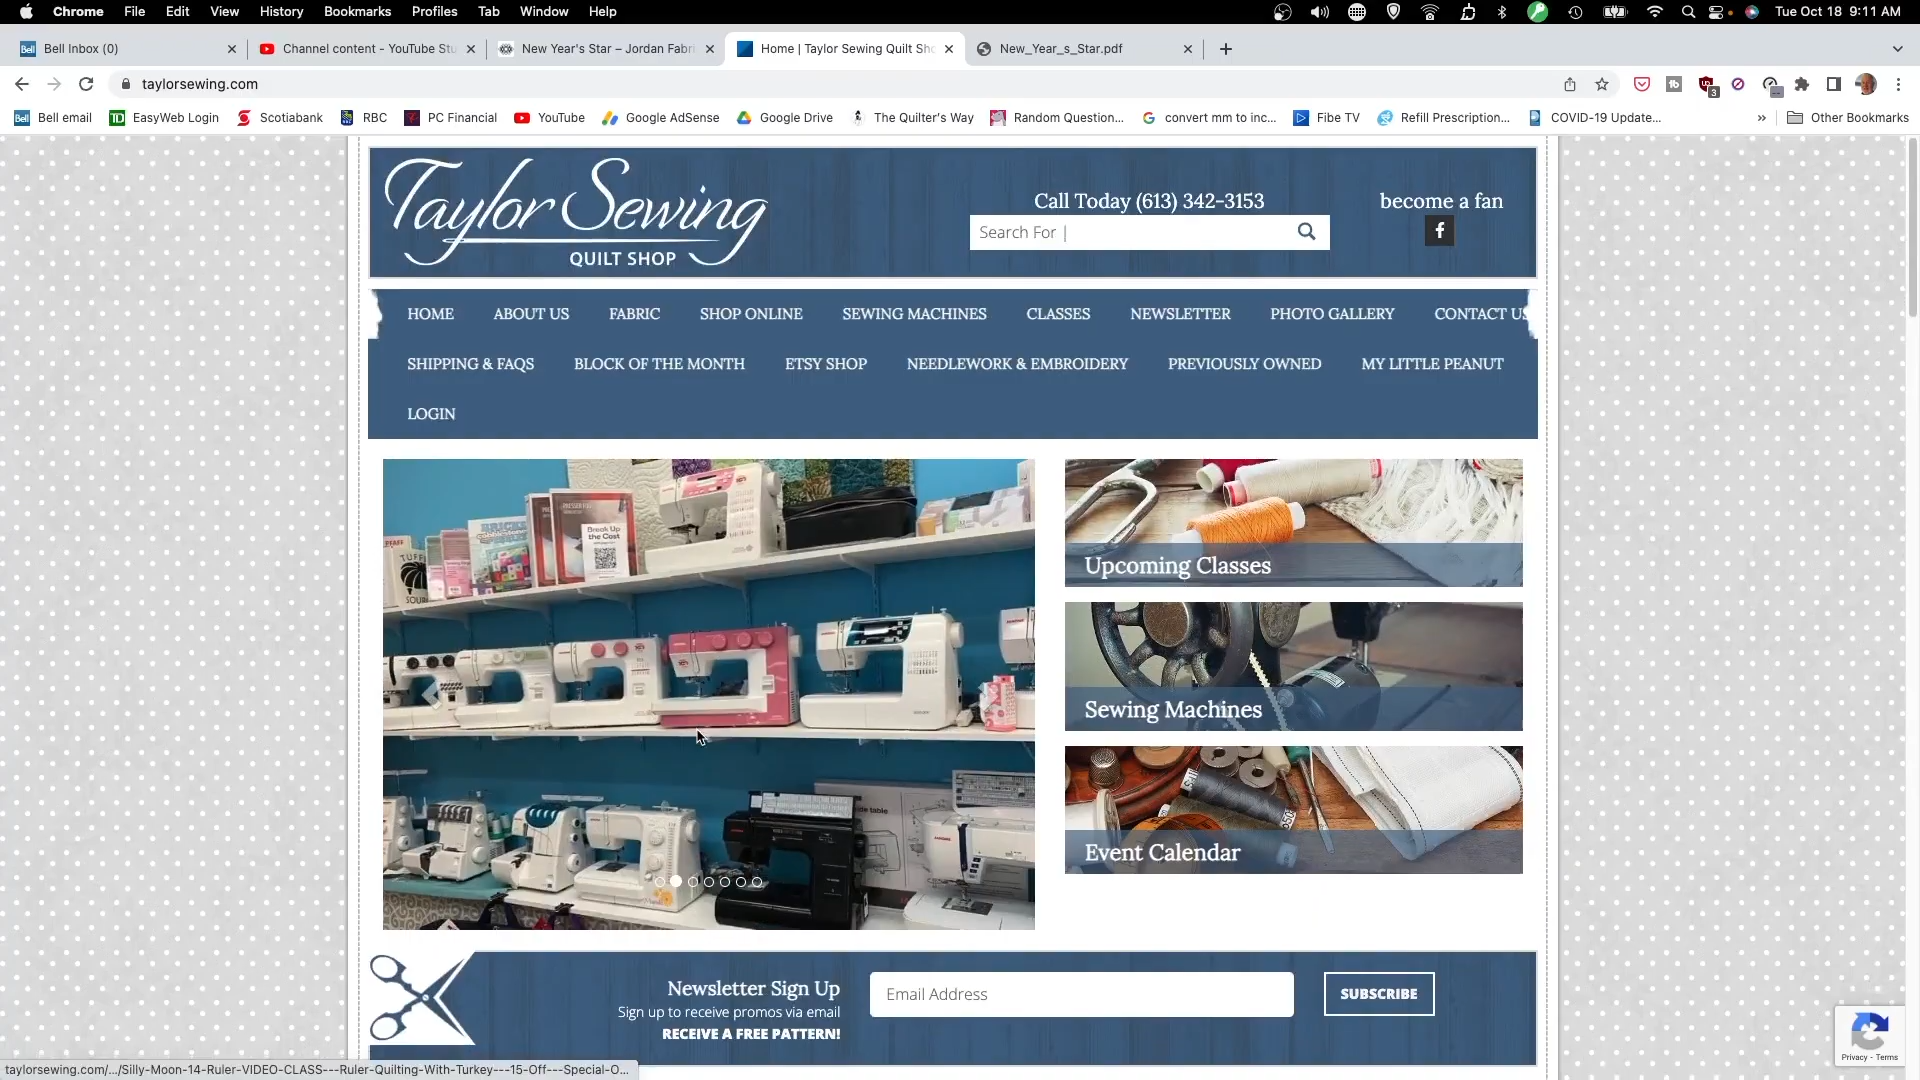 Chrome File Edit View History Bookmarks Profiles Tab Window Help Tue Oct 18 9:11 AM
Bell Inbox (0) Channel content - YouTube Stu New Year's Star – Jordan Fabri Home | Taylor Sewing Quilt Sho New_Year_s_Star.pdf
taylorsewing.com
Bell email EasyWeb Login Scotiabank RBC PC Financial YouTube Google AdSense Google Drive The Quilter's Way Random Question... convert mm to inc... Fibe TV Refill Prescription... COVID-19 Update... » Other Bookmarks
Taylor Sewing
QUILT SHOP
Call Today (613) 342-3153
become a fan
Search For |
HOME ABOUT US FABRIC SHOP ONLINE SEWING MACHINES CLASSES NEWSLETTER PHOTO GALLERY CONTACT US
SHIPPING & FAQS BLOCK OF THE MONTH ETSY SHOP NEEDLEWORK & EMBROIDERY PREVIOUSLY OWNED MY LITTLE PEANUT
LOGIN
Break Up
the Cost
Upcoming Classes
Sewing Machines
Event Calendar
Newsletter Sign Up
Sign up to receive promos via email
RECEIVE A FREE PATTERN!
Email Address
SUBSCRIBE
Privacy - Terms
taylorsewing.com/.../Silly-Moon-14-Ruler-VIDEO-CLASS---Ruler-Quilting-With-Turkey---15-Off---Special-O...